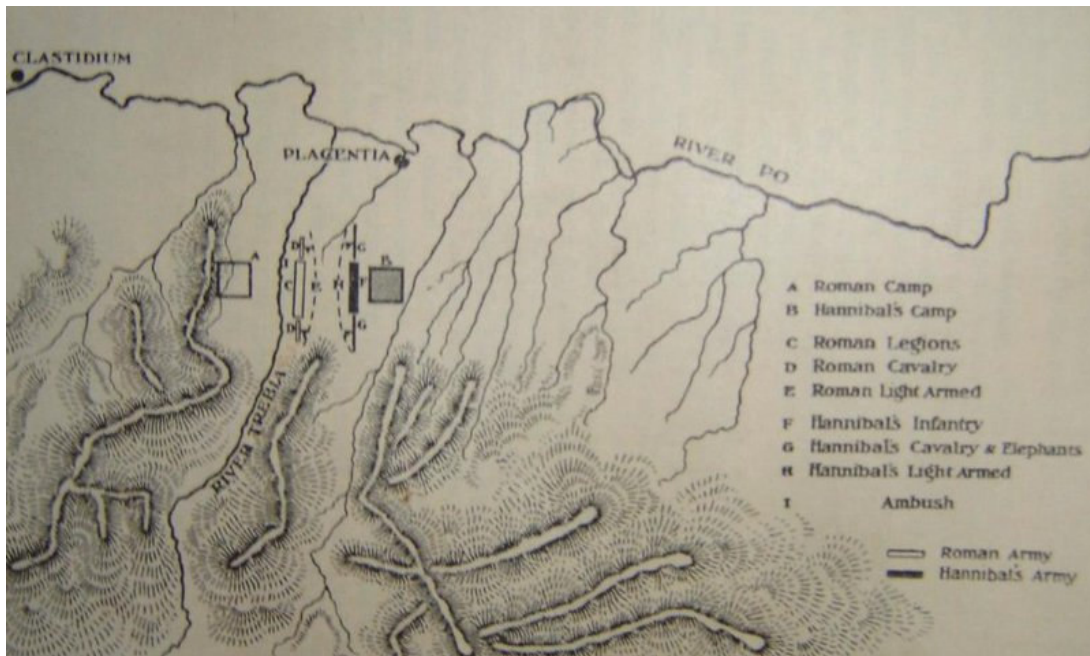 CLASTIDIUM
PLACENTIA
RIVER PO
A
D
G
B
I
C
E
H
F
D
G
RIVER TREBIA
A Roman Camp
B Hannibal's Camp
C Roman Legions
D Roman Cavalry
E Roman Light Armed
F Hannibal's Infantry
G Hannibal's Cavalry & Elephants
H Hannibal's Light Armed
I Ambush
Roman Army
Hannibal's Army